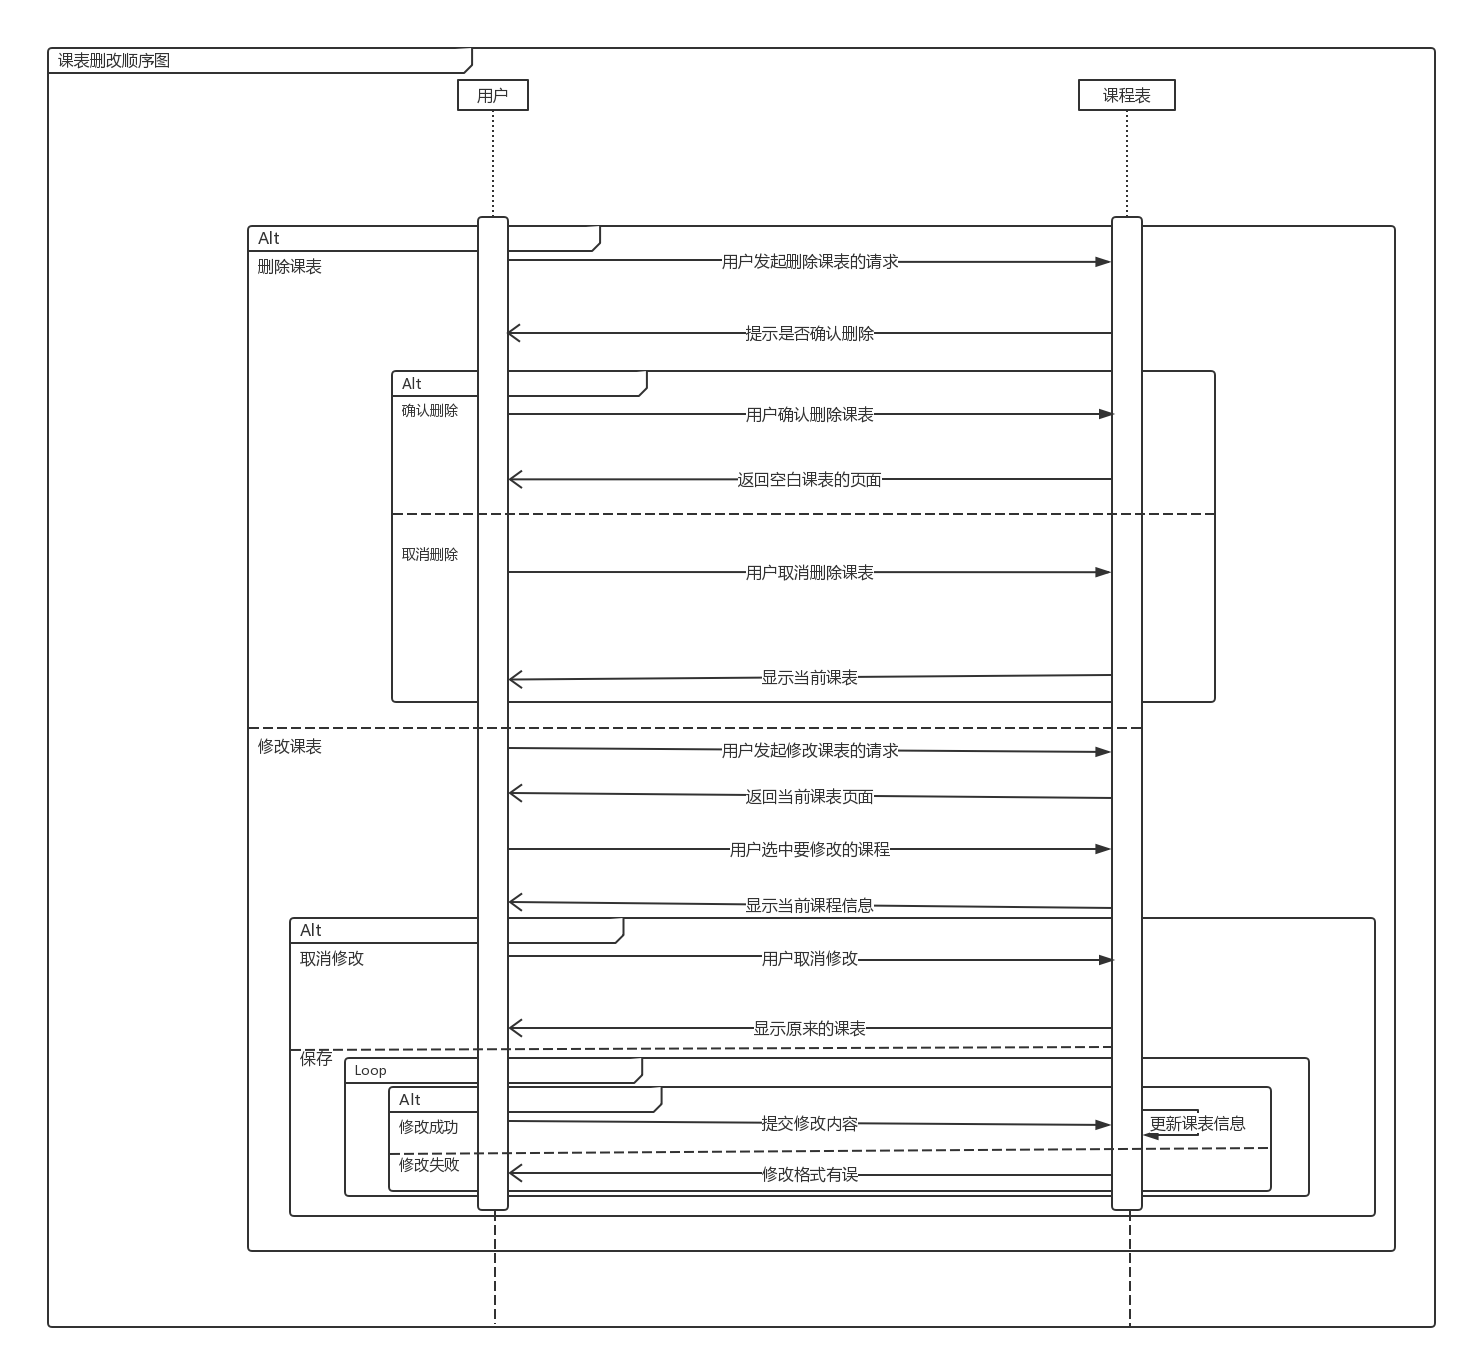 课表删改顺序图
用户
课程表
Alt
删除课表
用户发起删除课表的请求
提示是否确认删除
Alt
确认删除
用户确认删除课表
返回空白课表的页面
取消删除
用户取消删除课表
显示当前课表
修改课表
用户发起修改课表的请求
返回当前课表页面
用户选中要修改的课程
显示当前课程信息
Alt
取消修改
用户取消修改
显示原来的课表
保存
Loop
Alt
修改成功
提交修改内容
更新课表信息
修改失败
修改格式有误